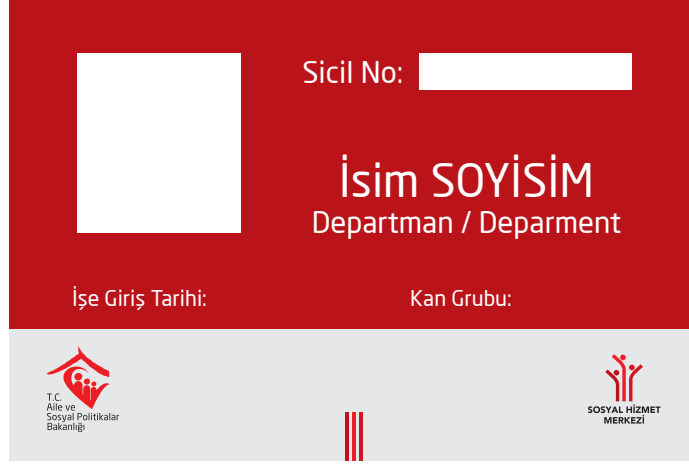 Sicil No:
İsim SOYİSİM
Departman / Deparment
İşe Giriş Tarihi:
Kan Grubu:
T.C.
Aile ve
Sosyal Politikalar
Bakanlığı
SOSYAL HİZMET
MERKEZİ